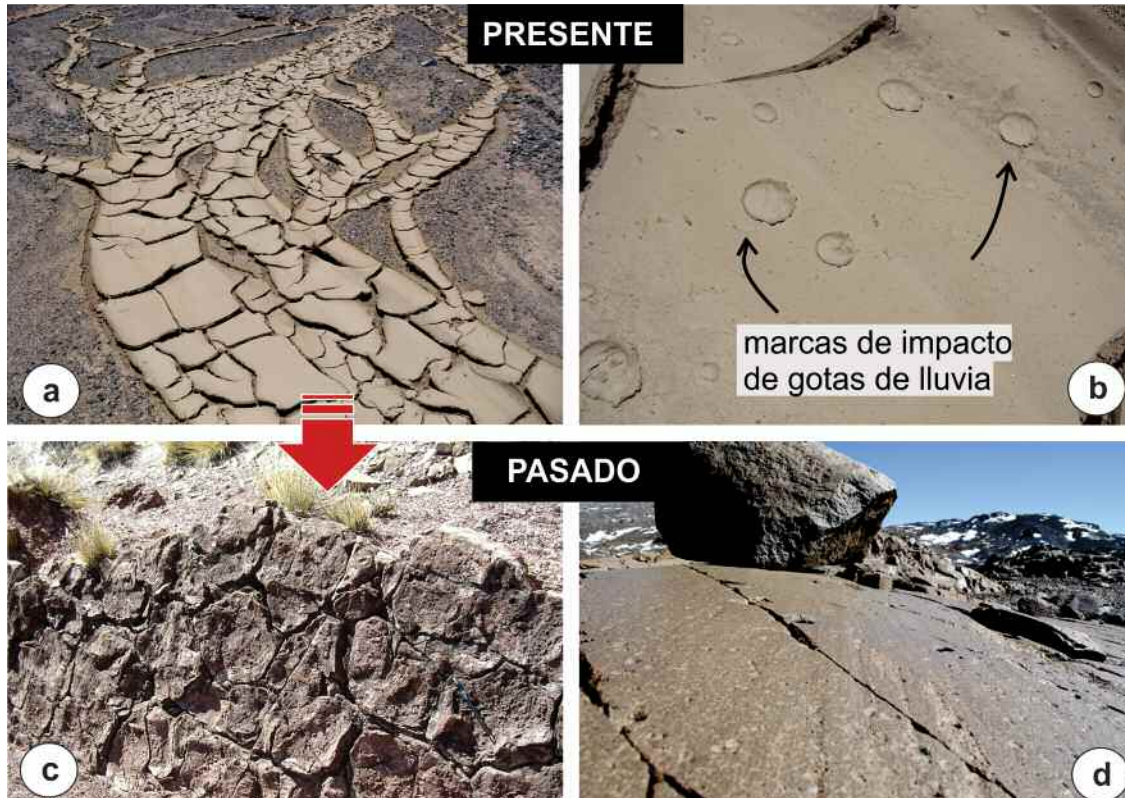 PRESENTE
a
marcas de impacto
de gotas de lluvia
b
PASADO
c
d